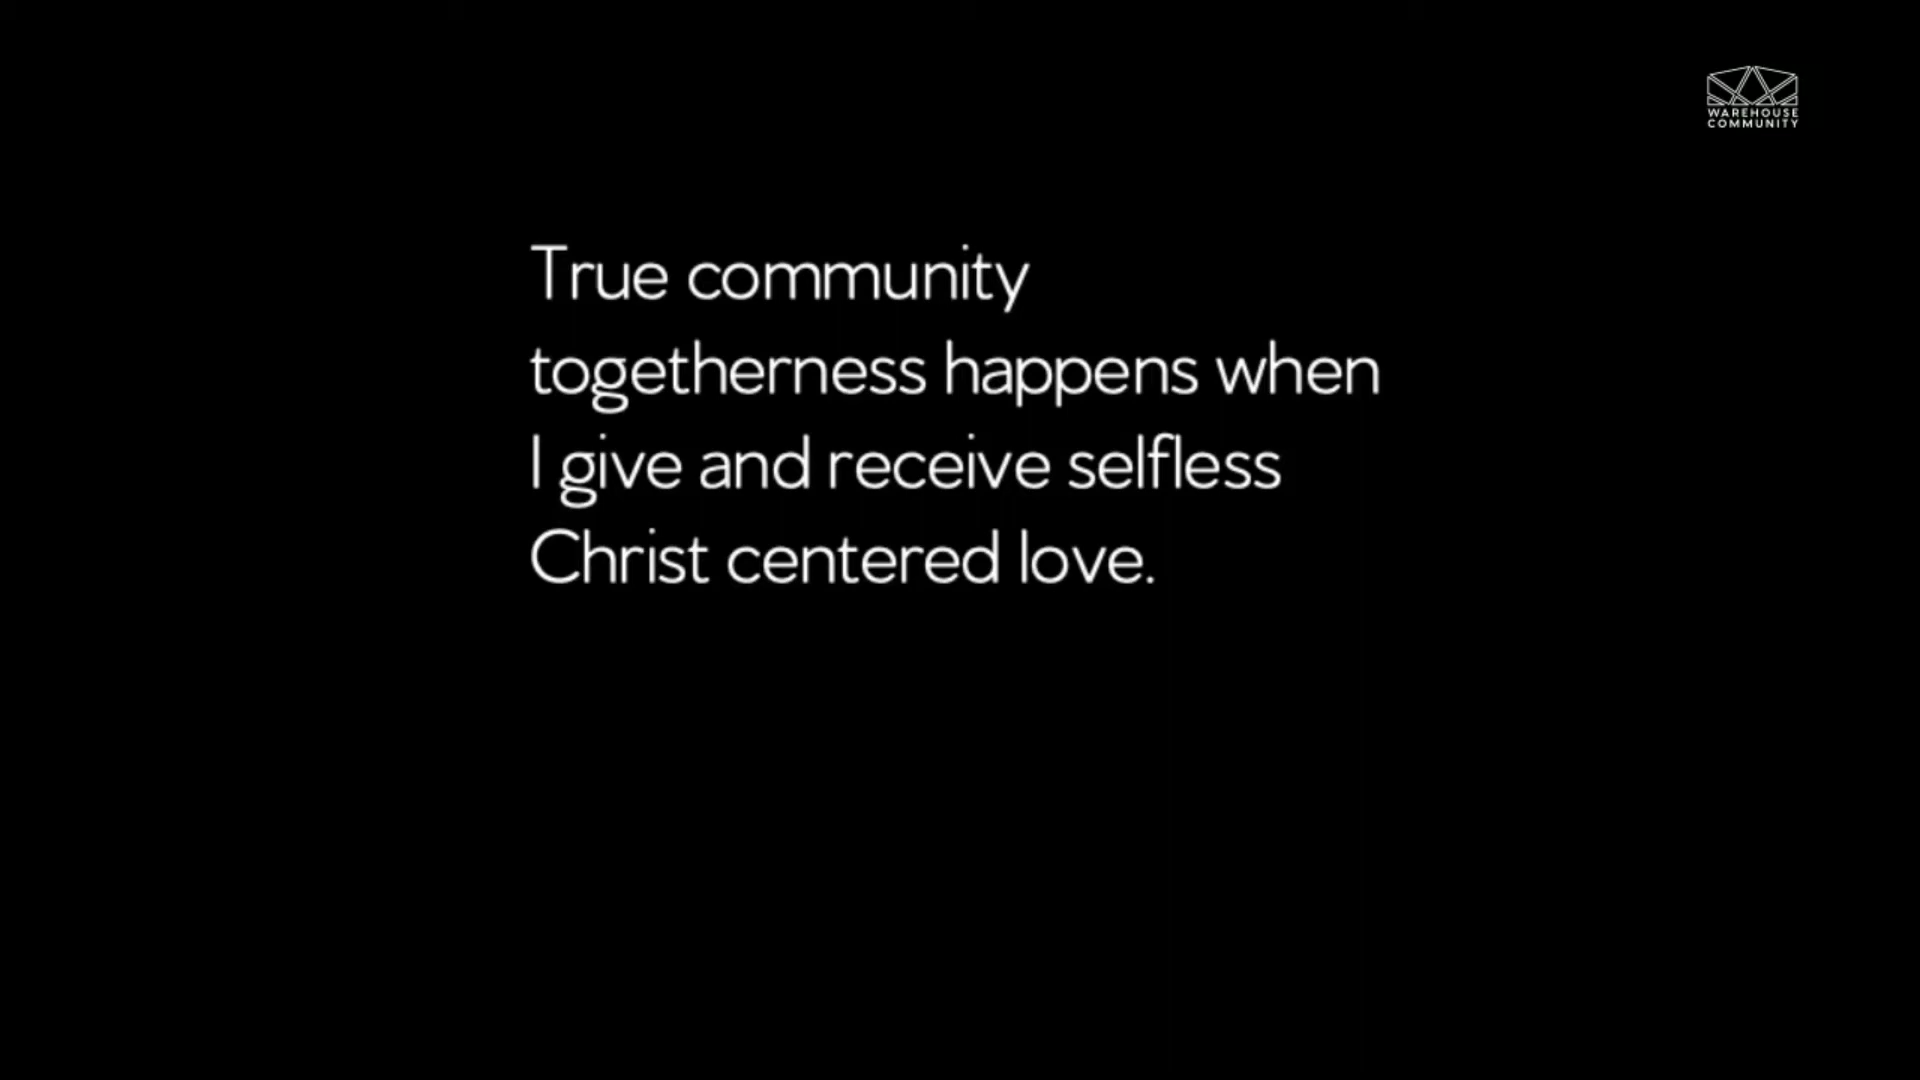 WAREHOUSE
COMMUNITY
True community
togetherness happens when
I give and receive selfless
Christ centered love.